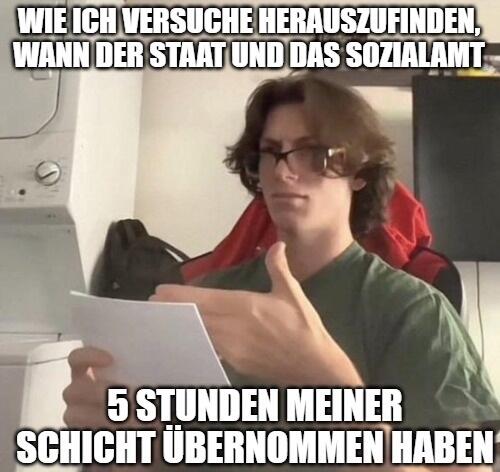 WIE ICH VERSUCHE HERAUSZUFINDEN,
WANN DER STAAT UND DAS SOZIALAMT
5 STUNDEN MEINER
SCHICHT ÜBERNOMMEN HABEN